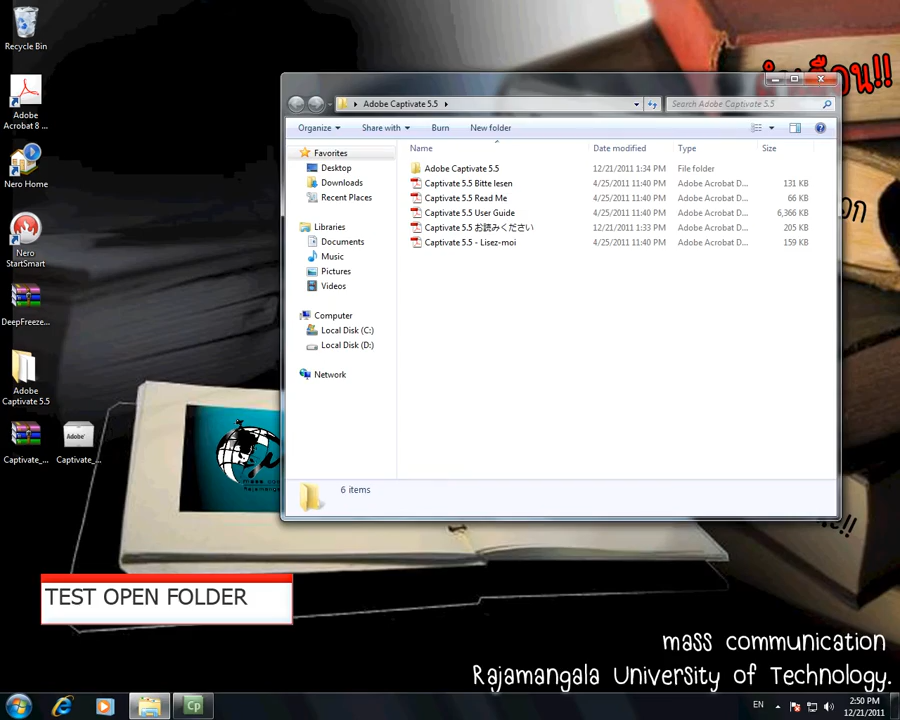 Recycle Bin
Adobe
Acrobat 8 ...
Nero Home
Nero
StartSmart
DeepFreeze...
Adobe
Captivate 5.5
Captivate_...
Captivate_...
Adobe
Adobe Captivate 5.5
Search Adobe Captivate 5.5
Organize
Share with
Burn
New folder
Name
Date modified
Type
Size
Favorites
Desktop
Downloads
Recent Places
Libraries
Documents
Music
Pictures
Videos
Computer
Local Disk (C:)
Local Disk (D:)
Network
Adobe Captivate 5.5 12/21/2011 1:34 PM File folder
Captivate 5.5 Bitte lesen 4/25/2011 11:40 PM Adobe Acrobat D... 131 KB
Captivate 5.5 Read Me 4/25/2011 11:40 PM Adobe Acrobat D... 66 KB
Captivate 5.5 User Guide 4/25/2011 11:40 PM Adobe Acrobat D... 6,366 KB
Captivate 5.5 お読みください 12/21/2011 1:33 PM Adobe Acrobat D... 205 KB
Captivate 5.5 - Lisez-moi 4/25/2011 11:40 PM Adobe Acrobat D... 159 KB
6 items
TEST OPEN FOLDER
mass communication
Rajamangala University of Technology.
Cp
EN
2:50 PM
12/21/2011